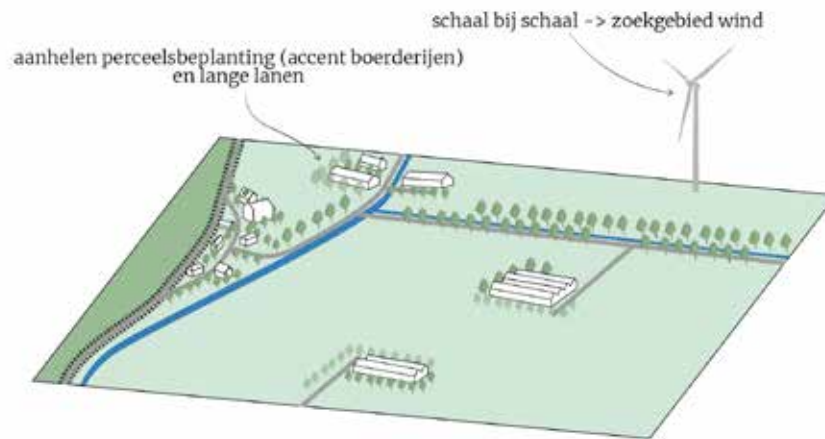 schaal bij schaal -> zoekgebied wind
aanhelen perceelsbeplanting (accent boerderijen)
en lange lanen